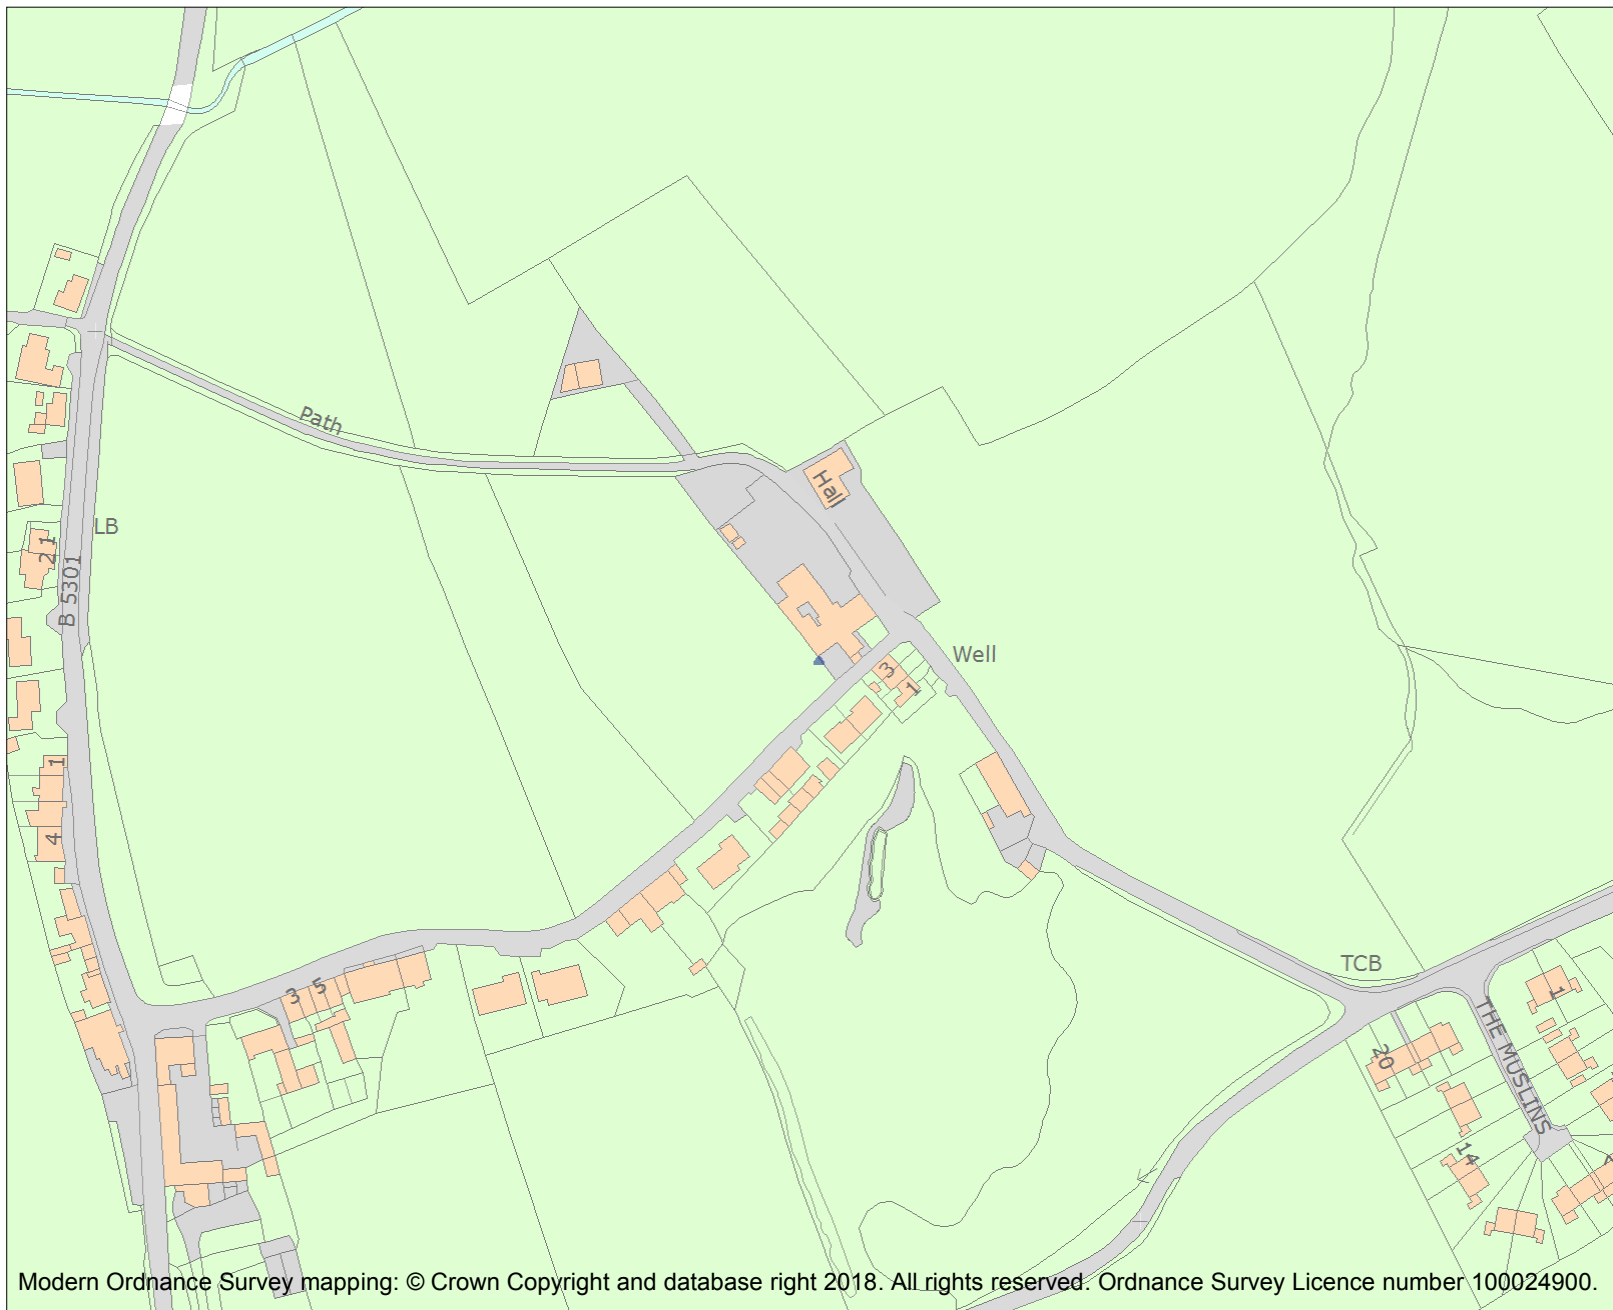 Path
Hall
LB
21
B 5301
Well
3
1
1
4
TCB
3 5
1
20
THE MUSLINS
14
Modern Ordnance Survey mapping: © Crown Copyright and database right 2018. All rights reserved. Ordnance Survey Licence number 100024900.